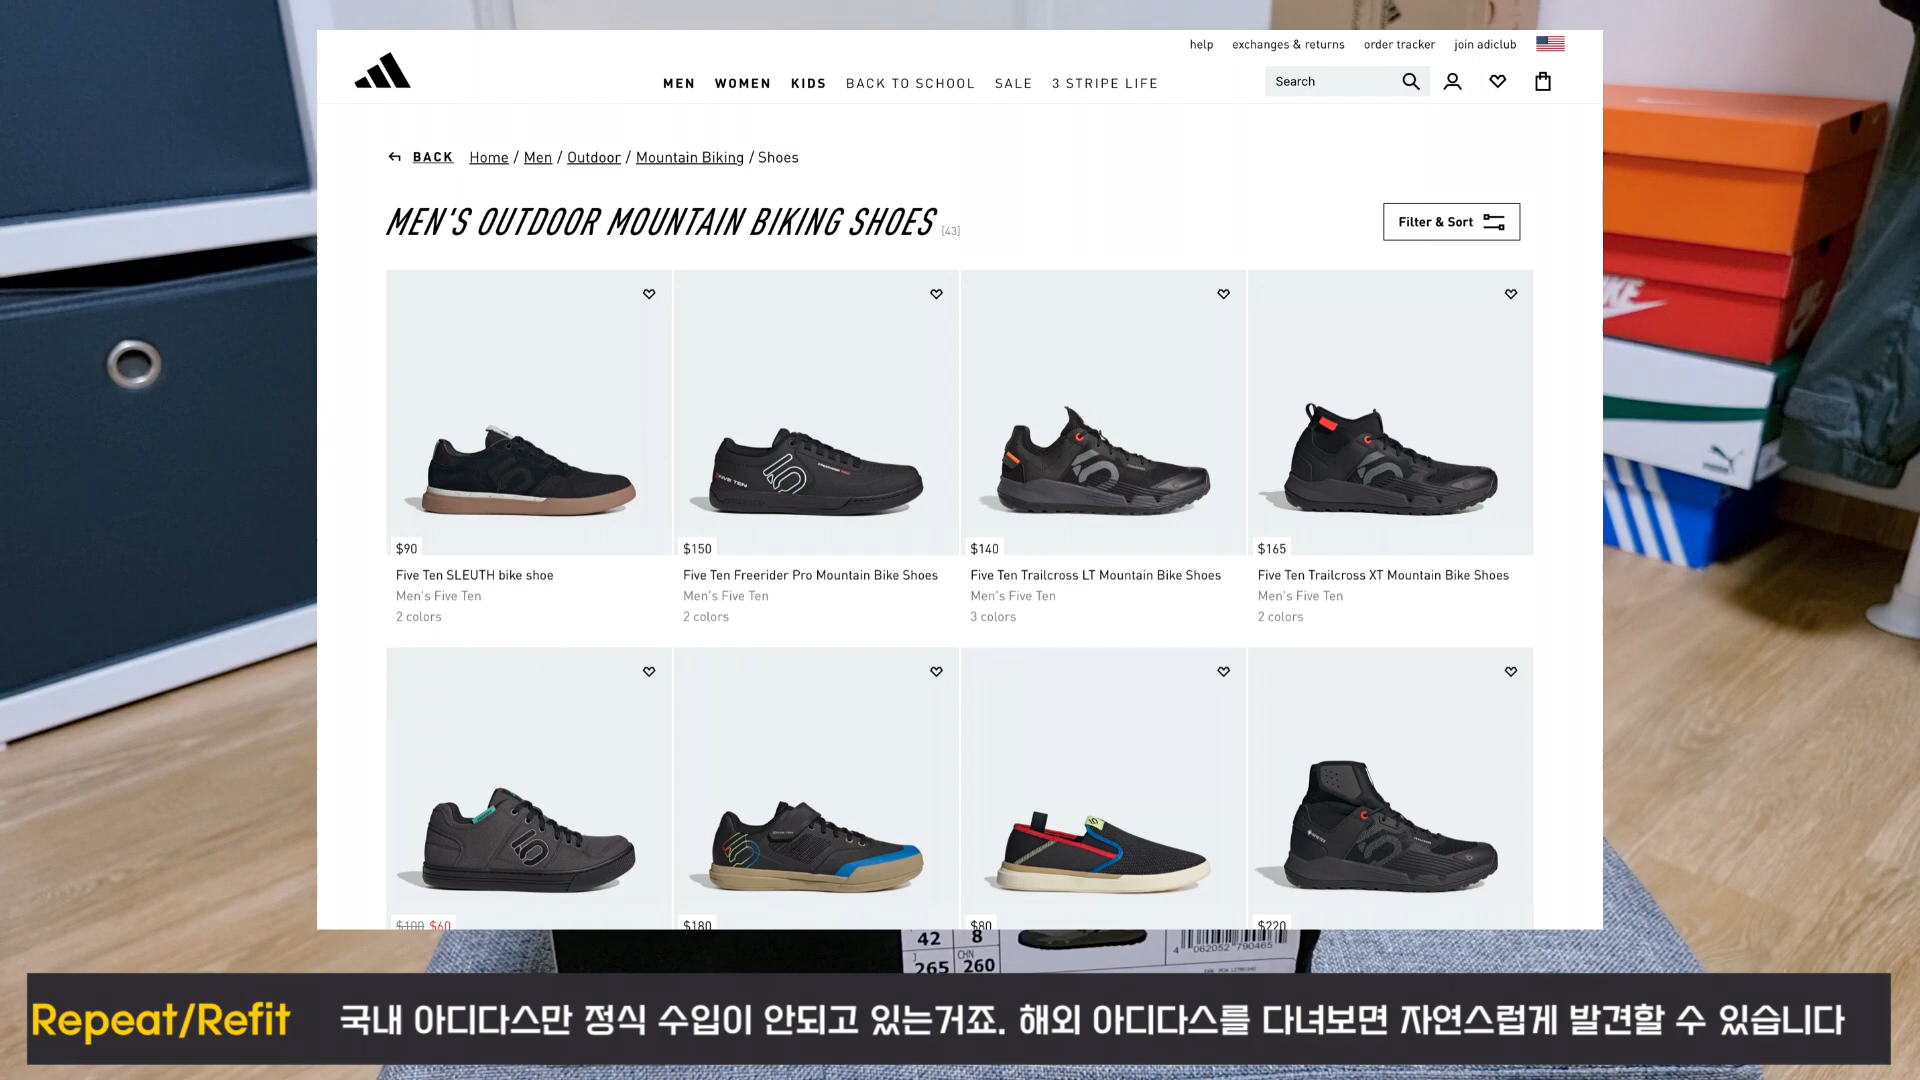 help exchanges & returns order tracker join adiclub
MEN WOMEN KIDS BACK TO SCHOOL SALE 3 STRIPE LIFE
Search
BACK Home / Men / Outdoor / Mountain Biking / Shoes
MEN'S OUTDOOR MOUNTAIN BIKING SHOES [43]
Filter & Sort
$90
Five Ten SLEUTH bike shoe
Men's Five Ten
2 colors
$150
Five Ten Freerider Pro Mountain Bike Shoes
Men's Five Ten
2 colors
$140
Five Ten Trailcross LT Mountain Bike Shoes
Men's Five Ten
3 colors
$165
Five Ten Trailcross XT Mountain Bike Shoes
Men's Five Ten
2 colors
$100 $60
$180
$80
$220
42 8
J 265 CHN 260
4 062052 790465
Repeat/Refit 국내 아디다스만 정식 수입이 안되고 있는거죠. 해외 아디다스를 다녀보면 자연스럽게 발견할 수 있습니다